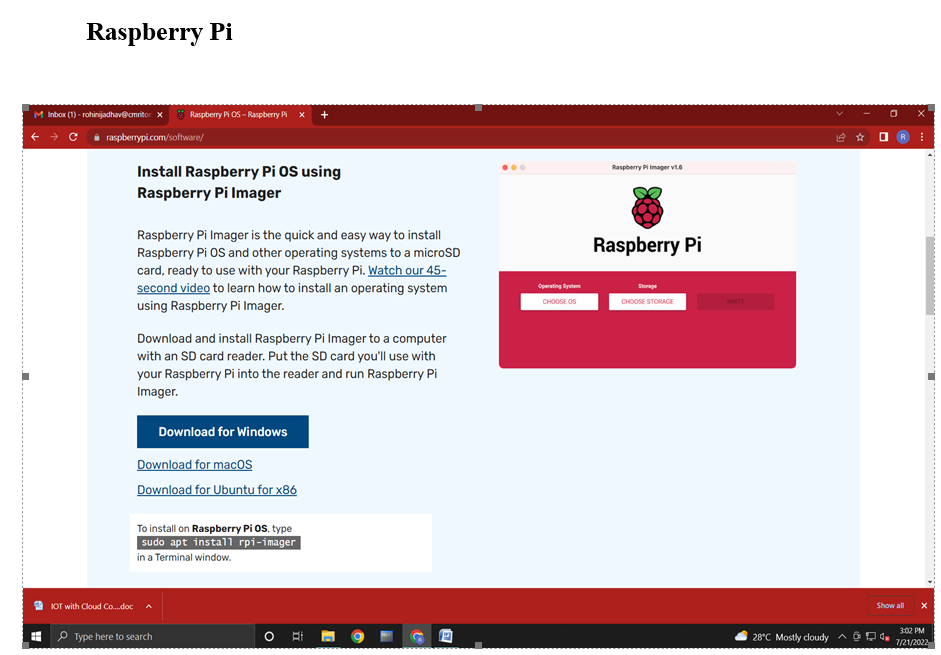 Raspberry Pi
Inbox (1) - rohinijadhav@cmriton
Raspberry Pi OS – Raspberry Pi
raspberrypi.com/software/
R
Install Raspberry Pi OS using
Raspberry Pi Imager
Raspberry Pi Imager is the quick and easy way to install
Raspberry Pi OS and other operating systems to a microSD
card, ready to use with your Raspberry Pi. Watch our 45-
second video to learn how to install an operating system
using Raspberry Pi Imager.
Download and install Raspberry Pi Imager to a computer
with an SD card reader. Put the SD card you'll use with
your Raspberry Pi into the reader and run Raspberry Pi
Imager.
Download for Windows
Download for macOS
Download for Ubuntu for x86
To install on Raspberry Pi OS, type
sudo apt install rpi-imager
in a Terminal window.
Raspberry Pi Imager v1.6
Raspberry Pi
Operating System
Storage
CHOOSE OS
CHOOSE STORAGE
WRITE
IOT with Cloud Co....doc
Show all
Type here to search
28°C Mostly cloudy
3:02 PM
7/21/2022